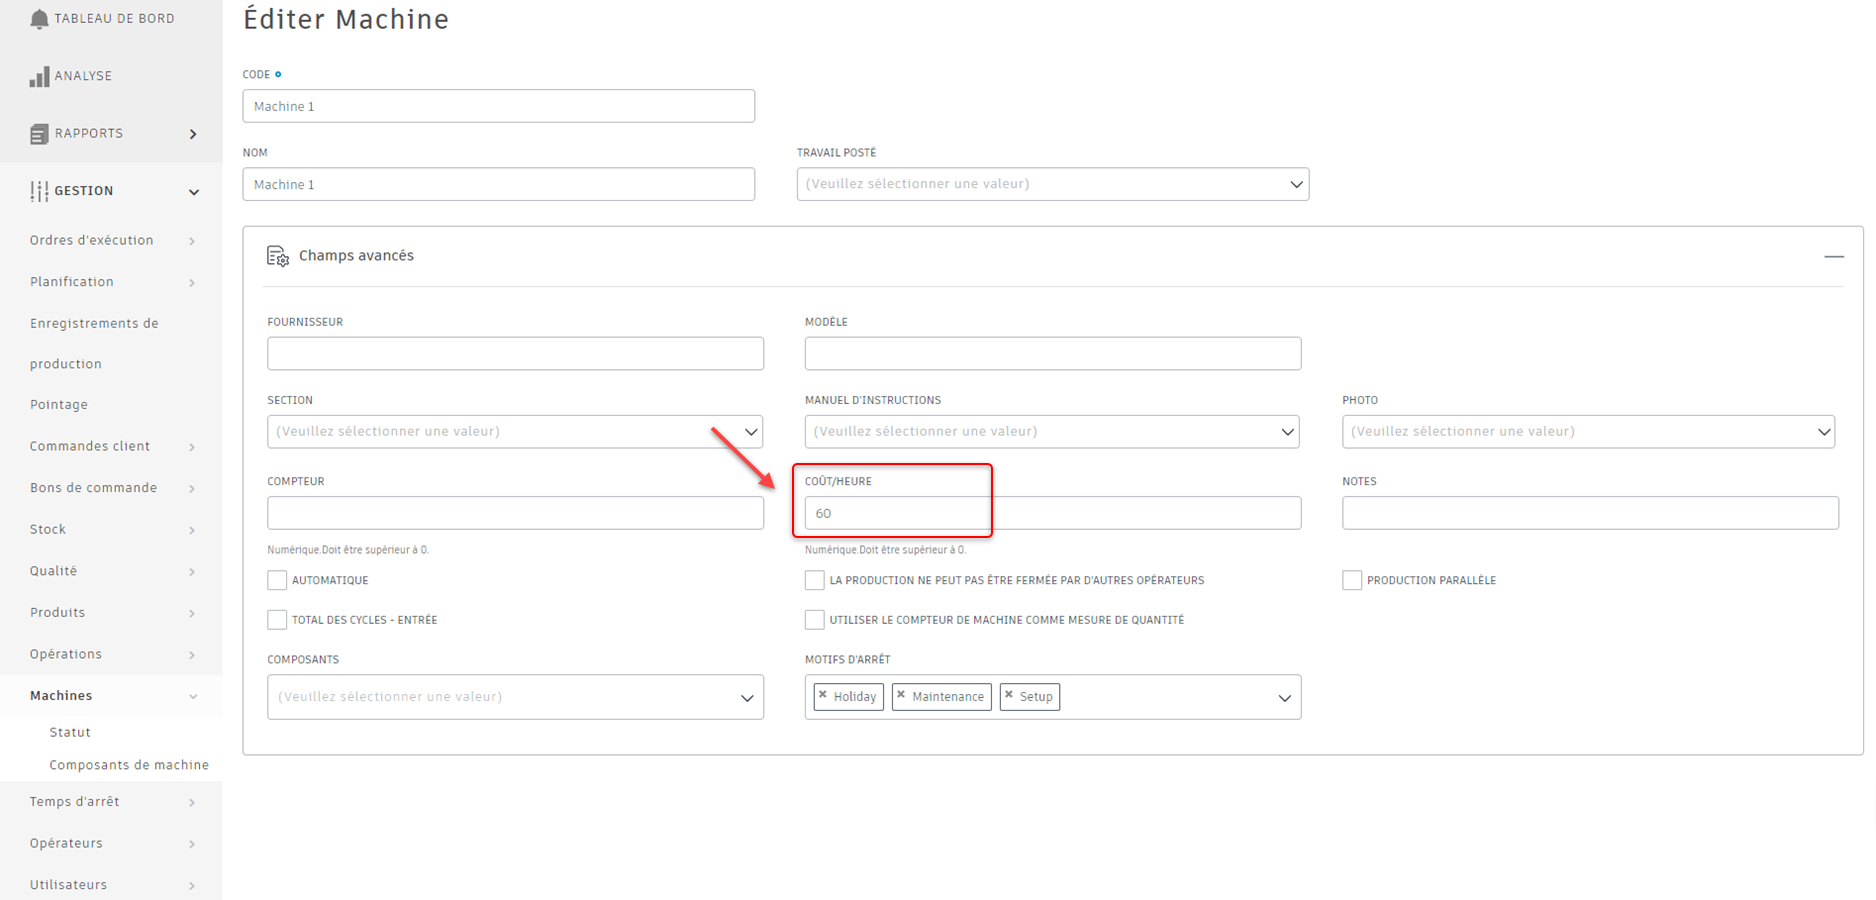 TABLEAU DE BORD
ANALYSE
RAPPORTS
GESTION
Ordres d'exécution
Planification
Enregistrements de
production
Pointage
Commandes client
Bons de commande
Stock
Qualité
Produits
Opérations
Machines
Statut
Composants de machine
Temps d'arrêt
Opérateurs
Utilisateurs
Éditer Machine
CODE
Machine 1
NOM
Machine 1
TRAVAIL POSTÉ
(Veuillez sélectionner une valeur)
Champs avancés
FOURNISSEUR
MODÈLE
SECTION
(Veuillez sélectionner une valeur)
MANUEL D'INSTRUCTIONS
(Veuillez sélectionner une valeur)
PHOTO
(Veuillez sélectionner une valeur)
COMPTEUR
Numèrique.Doit être supérieur à 0.
COÛT/HEURE
60
Numèrique.Doit être supérieur à 0.
NOTES
AUTOMATIQUE
LA PRODUCTION NE PEUT PAS ÊTRE FERMÉE PAR D'AUTRES OPÉRATEURS
PRODUCTION PARALLÈLE
TOTAL DES CYCLES - ENTRÉE
UTILISER LE COMPTEUR DE MACHINE COMME MESURE DE QUANTITÉ
COMPOSANTS
(Veuillez sélectionner une valeur)
MOTIFS D'ARRÊT
× Holiday × Maintenance × Setup